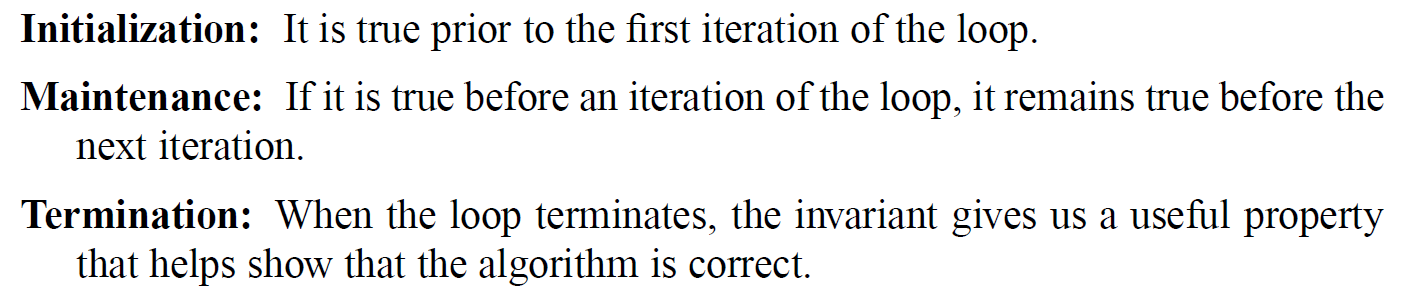 Initialization: It is true prior to the first iteration of the loop.
Maintenance: If it is true before an iteration of the loop, it remains true before the
next iteration.
Termination: When the loop terminates, the invariant gives us a useful property
that helps show that the algorithm is correct.